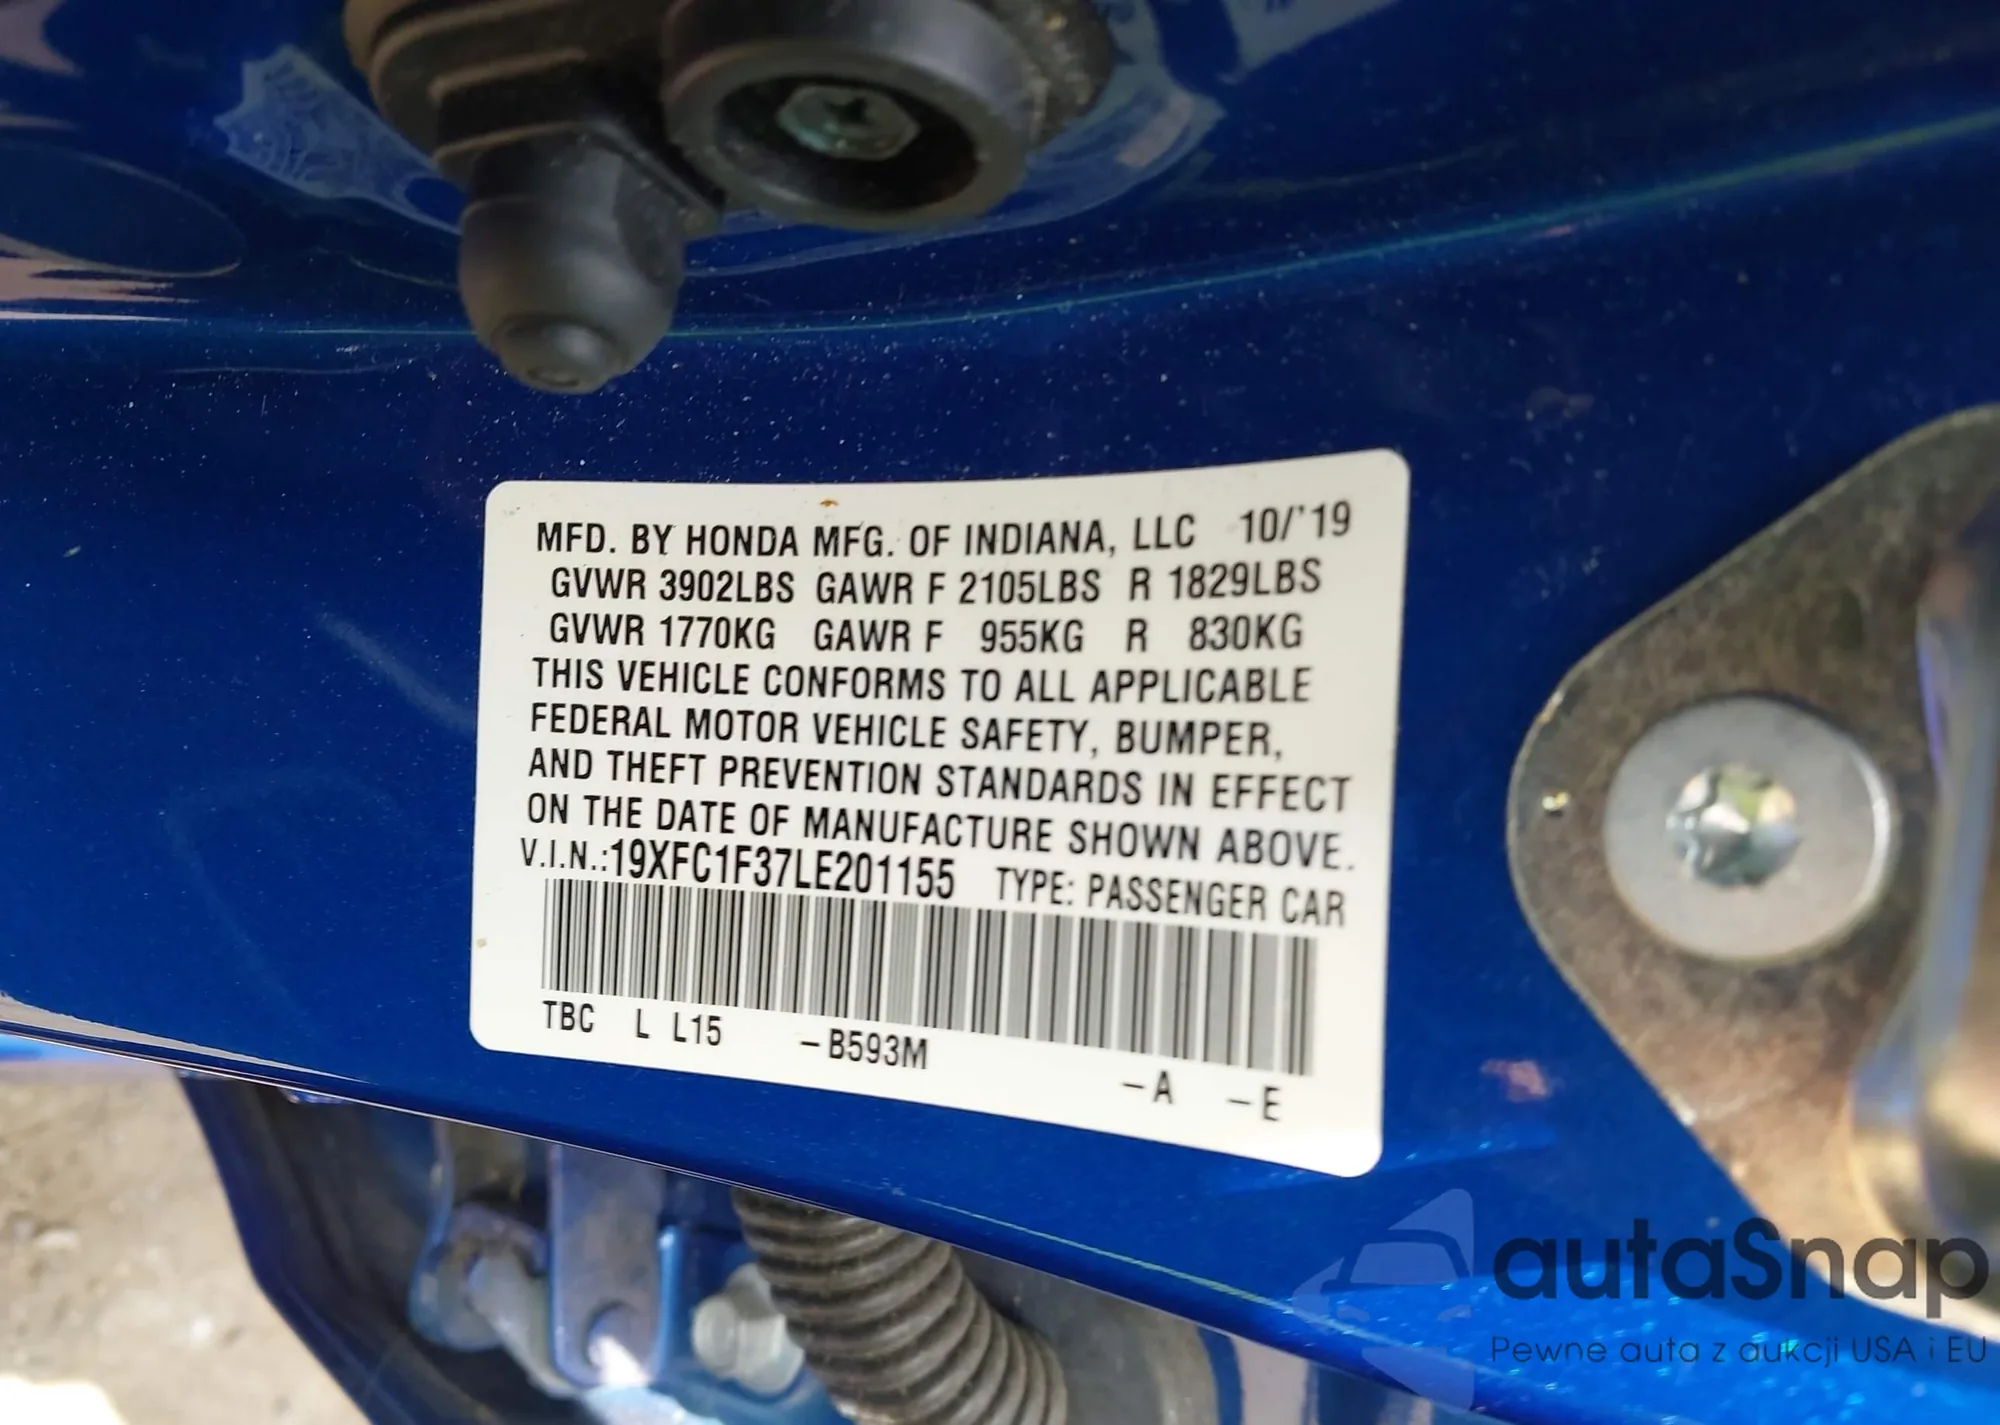 MFD. BY HONDA MFG. OF INDIANA, LLC 10/'19
GVWR 3902LBS GAWR F 2105LBS R 1829LBS
GVWR 1770KG GAWR F 955KG R 830KG
THIS VEHICLE CONFORMS TO ALL APPLICABLE
FEDERAL MOTOR VEHICLE SAFETY, BUMPER,
AND THEFT PREVENTION STANDARDS IN EFFECT
ON THE DATE OF MANUFACTURE SHOWN ABOVE.
V.I.N.:19XFC1F37LE201155 TYPE: PASSENGER CAR
TBC L L15 -B593M -A -E
autaSnap
Pewne auta z aukcji USA i EU